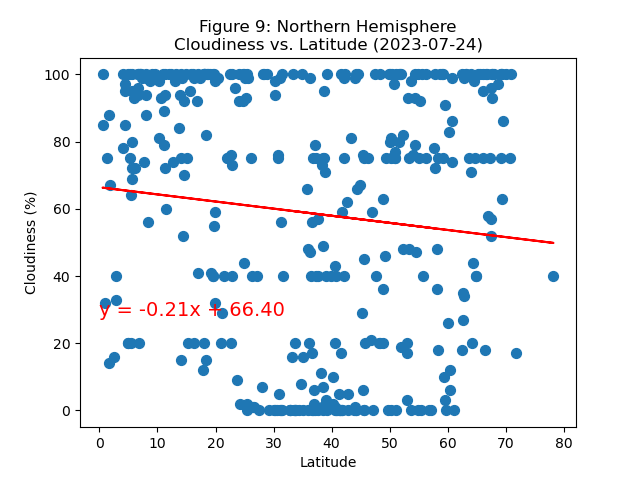 Figure 9: Northern Hemisphere
Cloudiness vs. Latitude (2023-07-24)
100
80
60
40
20
0
Cloudiness (%)
y = -0.21x + 66.40
0 10 20 30 40 50 60 70 80
Latitude